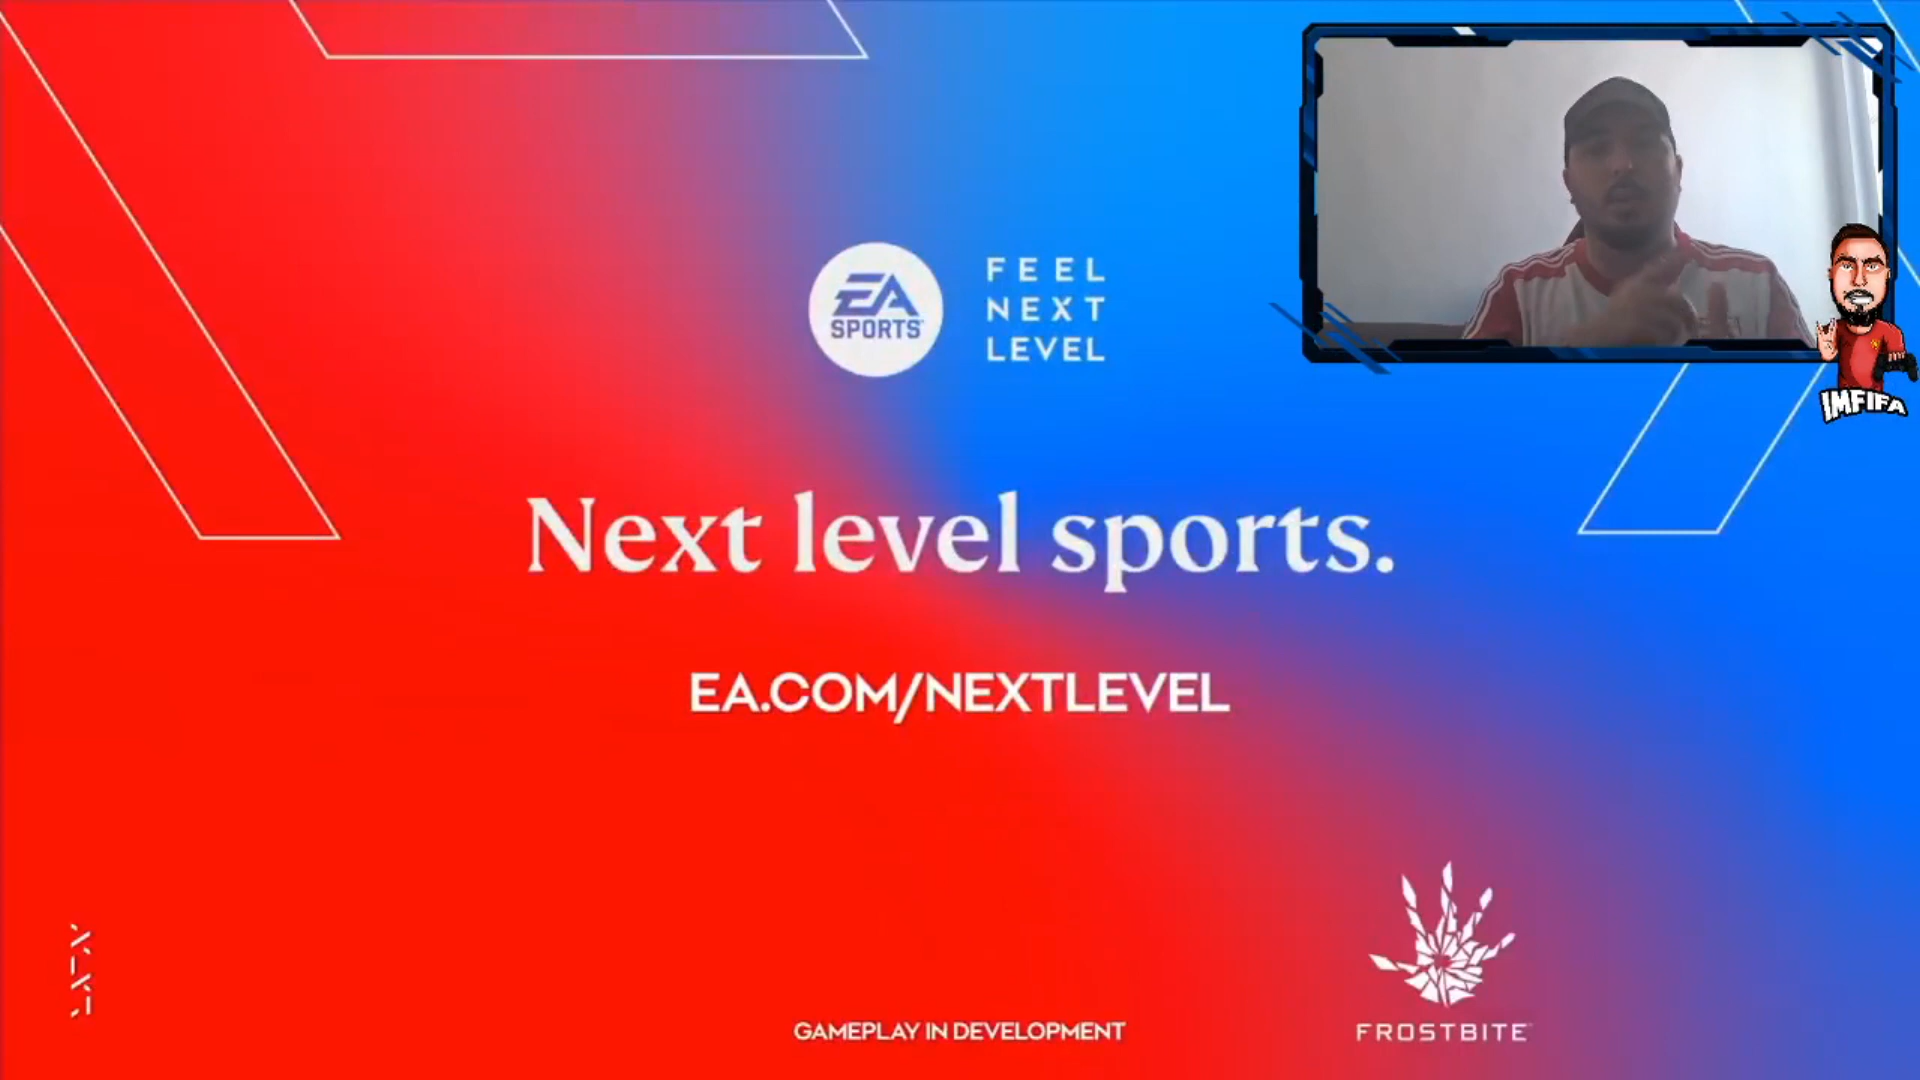 EA
SPORTS
FEEL
NEXT
LEVEL
IMFIFA
Next level sports.
EA.COM/NEXTLEVEL
GAMEPLAY IN DEVELOPMENT
FROSTBITE